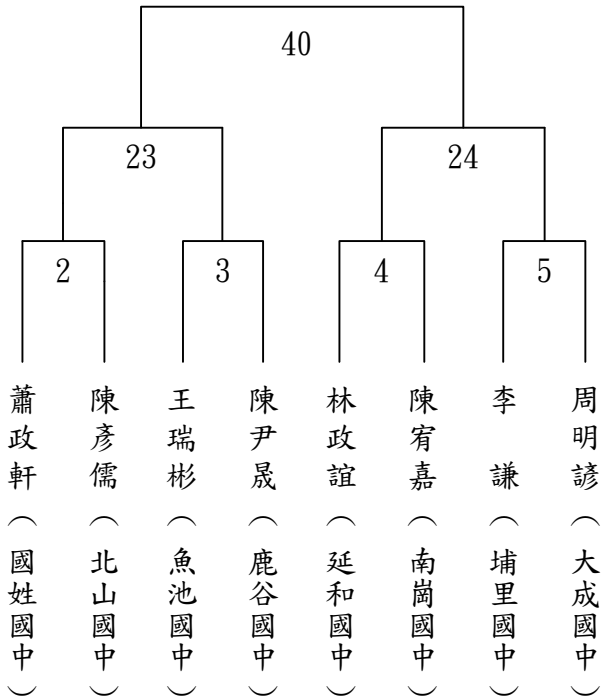 40
23
24
2
3
4
5
蕭政軒（國姓國中）
陳彥儒（北山國中）
王瑞彬（魚池國中）
陳尹晟（鹿谷國中）
林政誼（延和國中）
陳宥嘉（南崗國中）
李謙（埔里國中）
周明諺（大成國中）